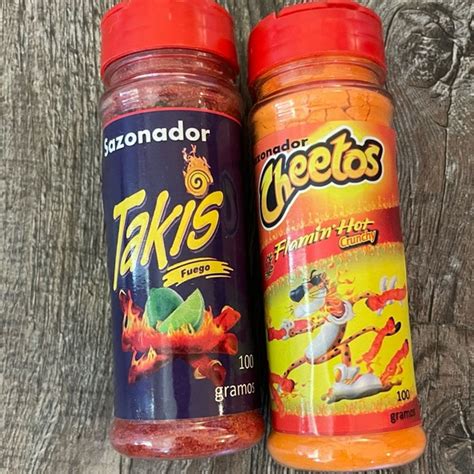 Sazonador
Takis
Fuego
100
gramos
zonador
Cheetos
Flamin' Hot
Crunchy
100
gramos